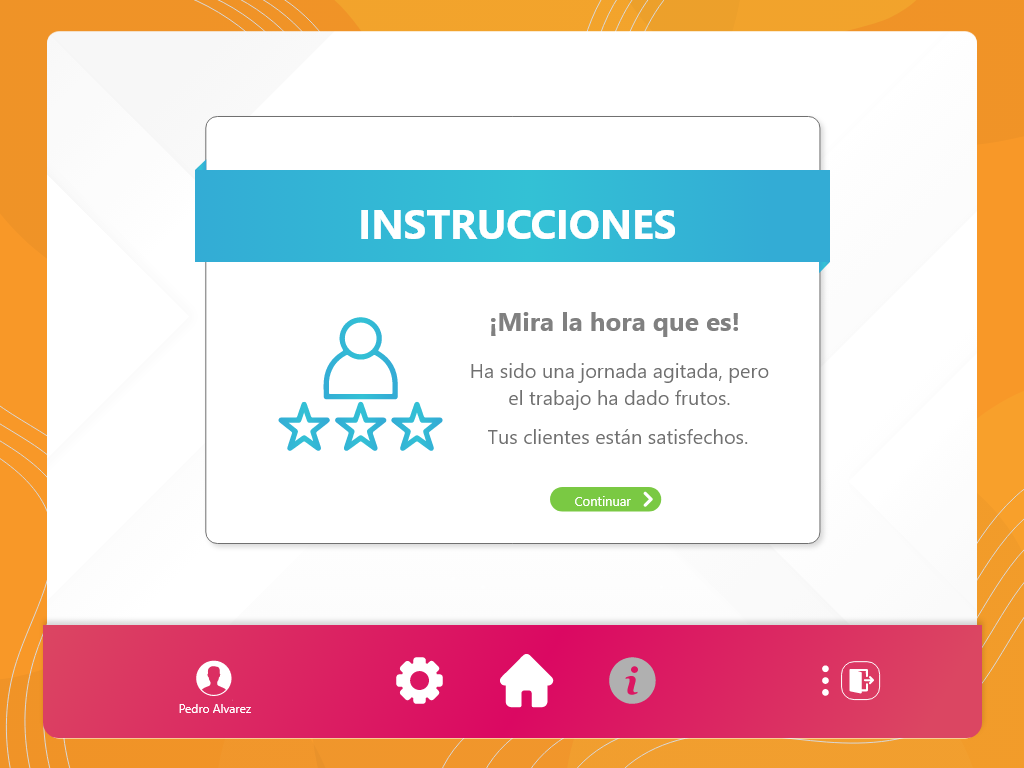 INSTRUCCIONES
¡Mira la hora que es!
Ha sido una jornada agitada, pero
el trabajo ha dado frutos.
Tus clientes están satisfechos.
Continuar
i
Pedro Alvarez